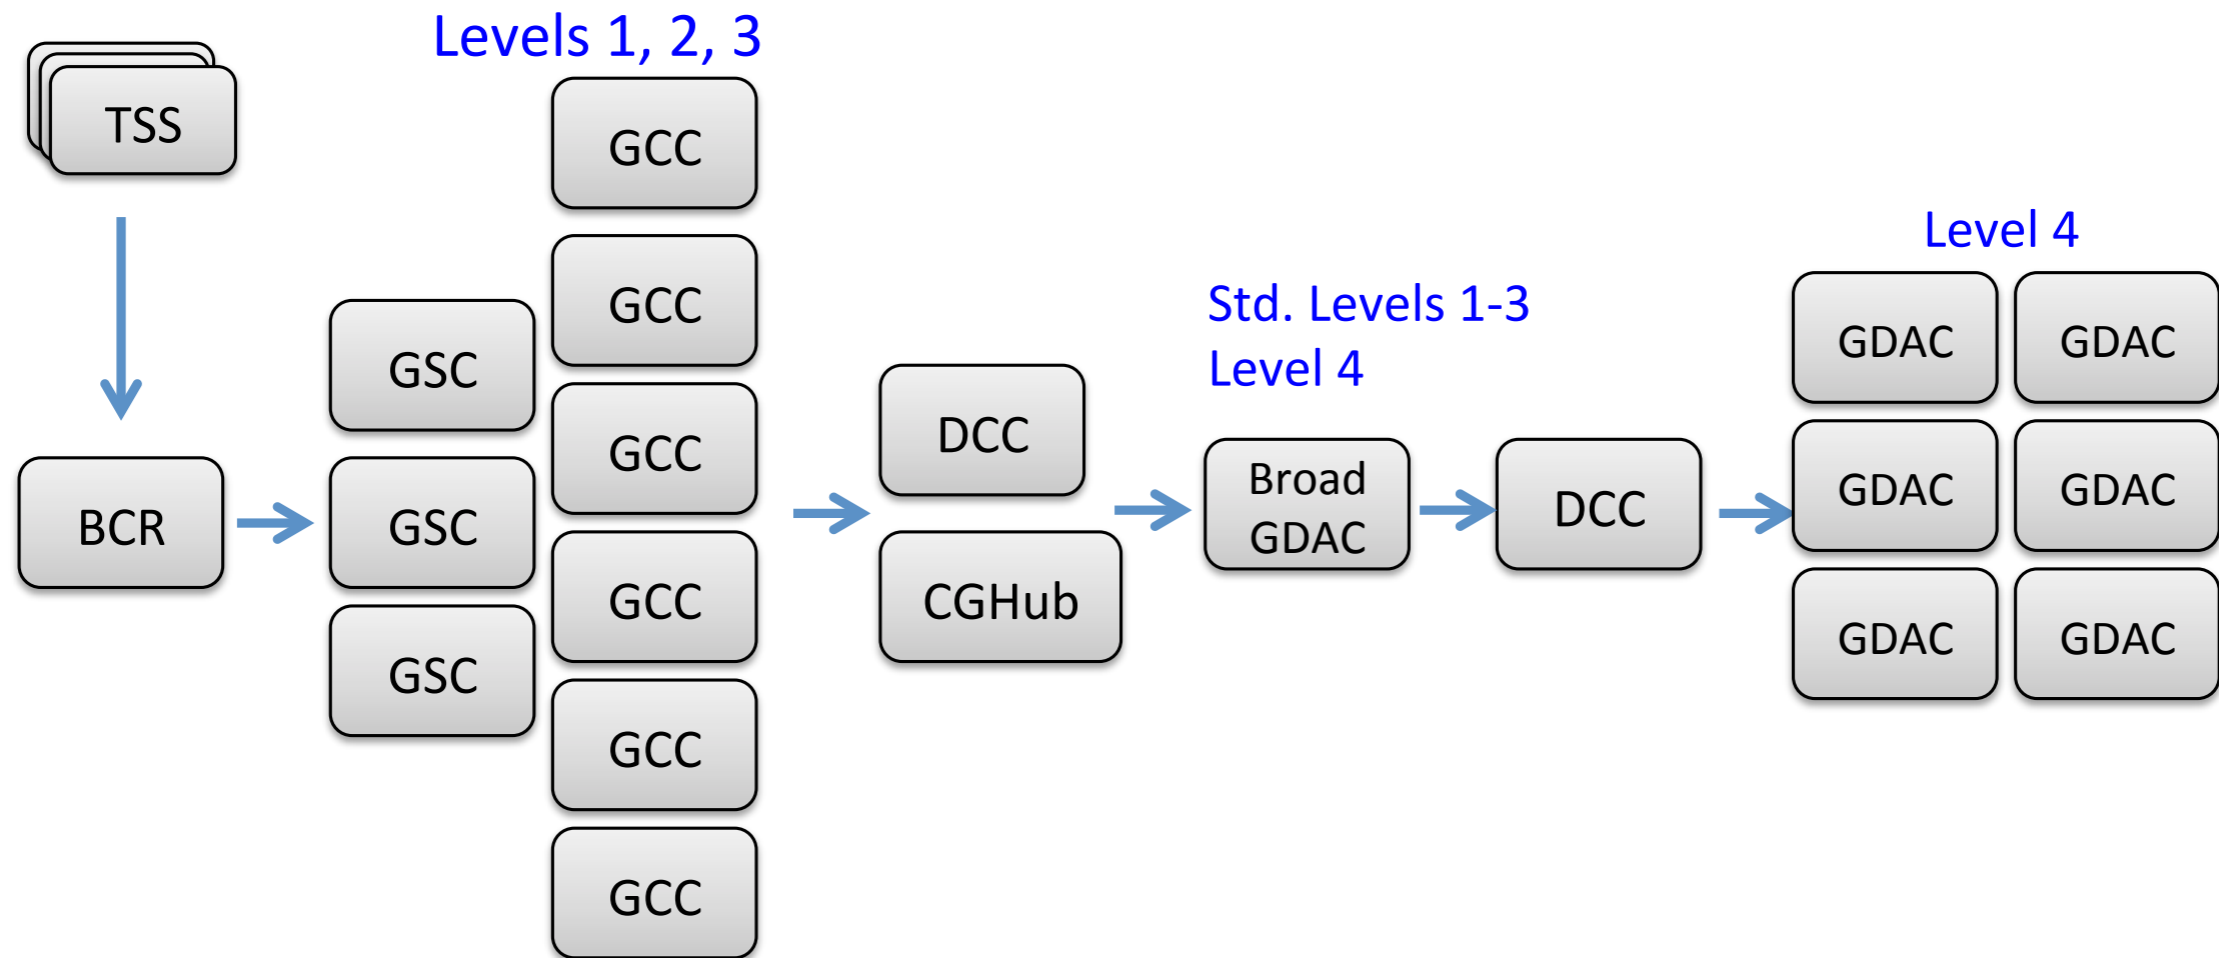 Levels 1, 2, 3
TSS
BCR
GSC
GSC
GSC
GCC
GCC
GCC
GCC
GCC
GCC
DCC
CGHub
Std. Levels 1-3
Level 4
Broad
GDAC
DCC
Level 4
GDAC GDAC
GDAC GDAC
GDAC GDAC